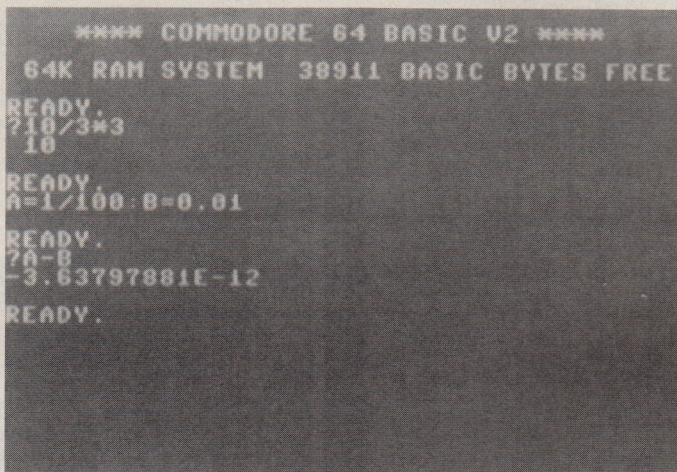 **** COMMODORE 64 BASIC V2 ****
64K RAM SYSTEM 38911 BASIC BYTES FREE
READY.
?10/3*3
10
READY.
A=1/100:B=0.01
READY.
?A-B
-3.63797881E-12
READY.